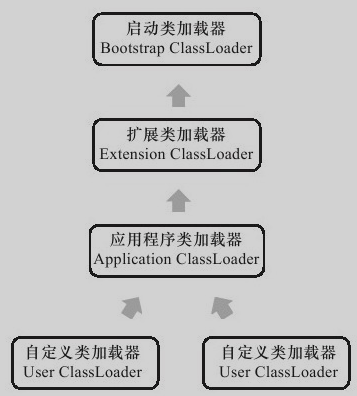 启动类加载器
Bootstrap ClassLoader
扩展类加载器
Extension ClassLoader
应用程序类加载器
Application ClassLoader
自定义类加载器
User ClassLoader
自定义类加载器
User ClassLoader